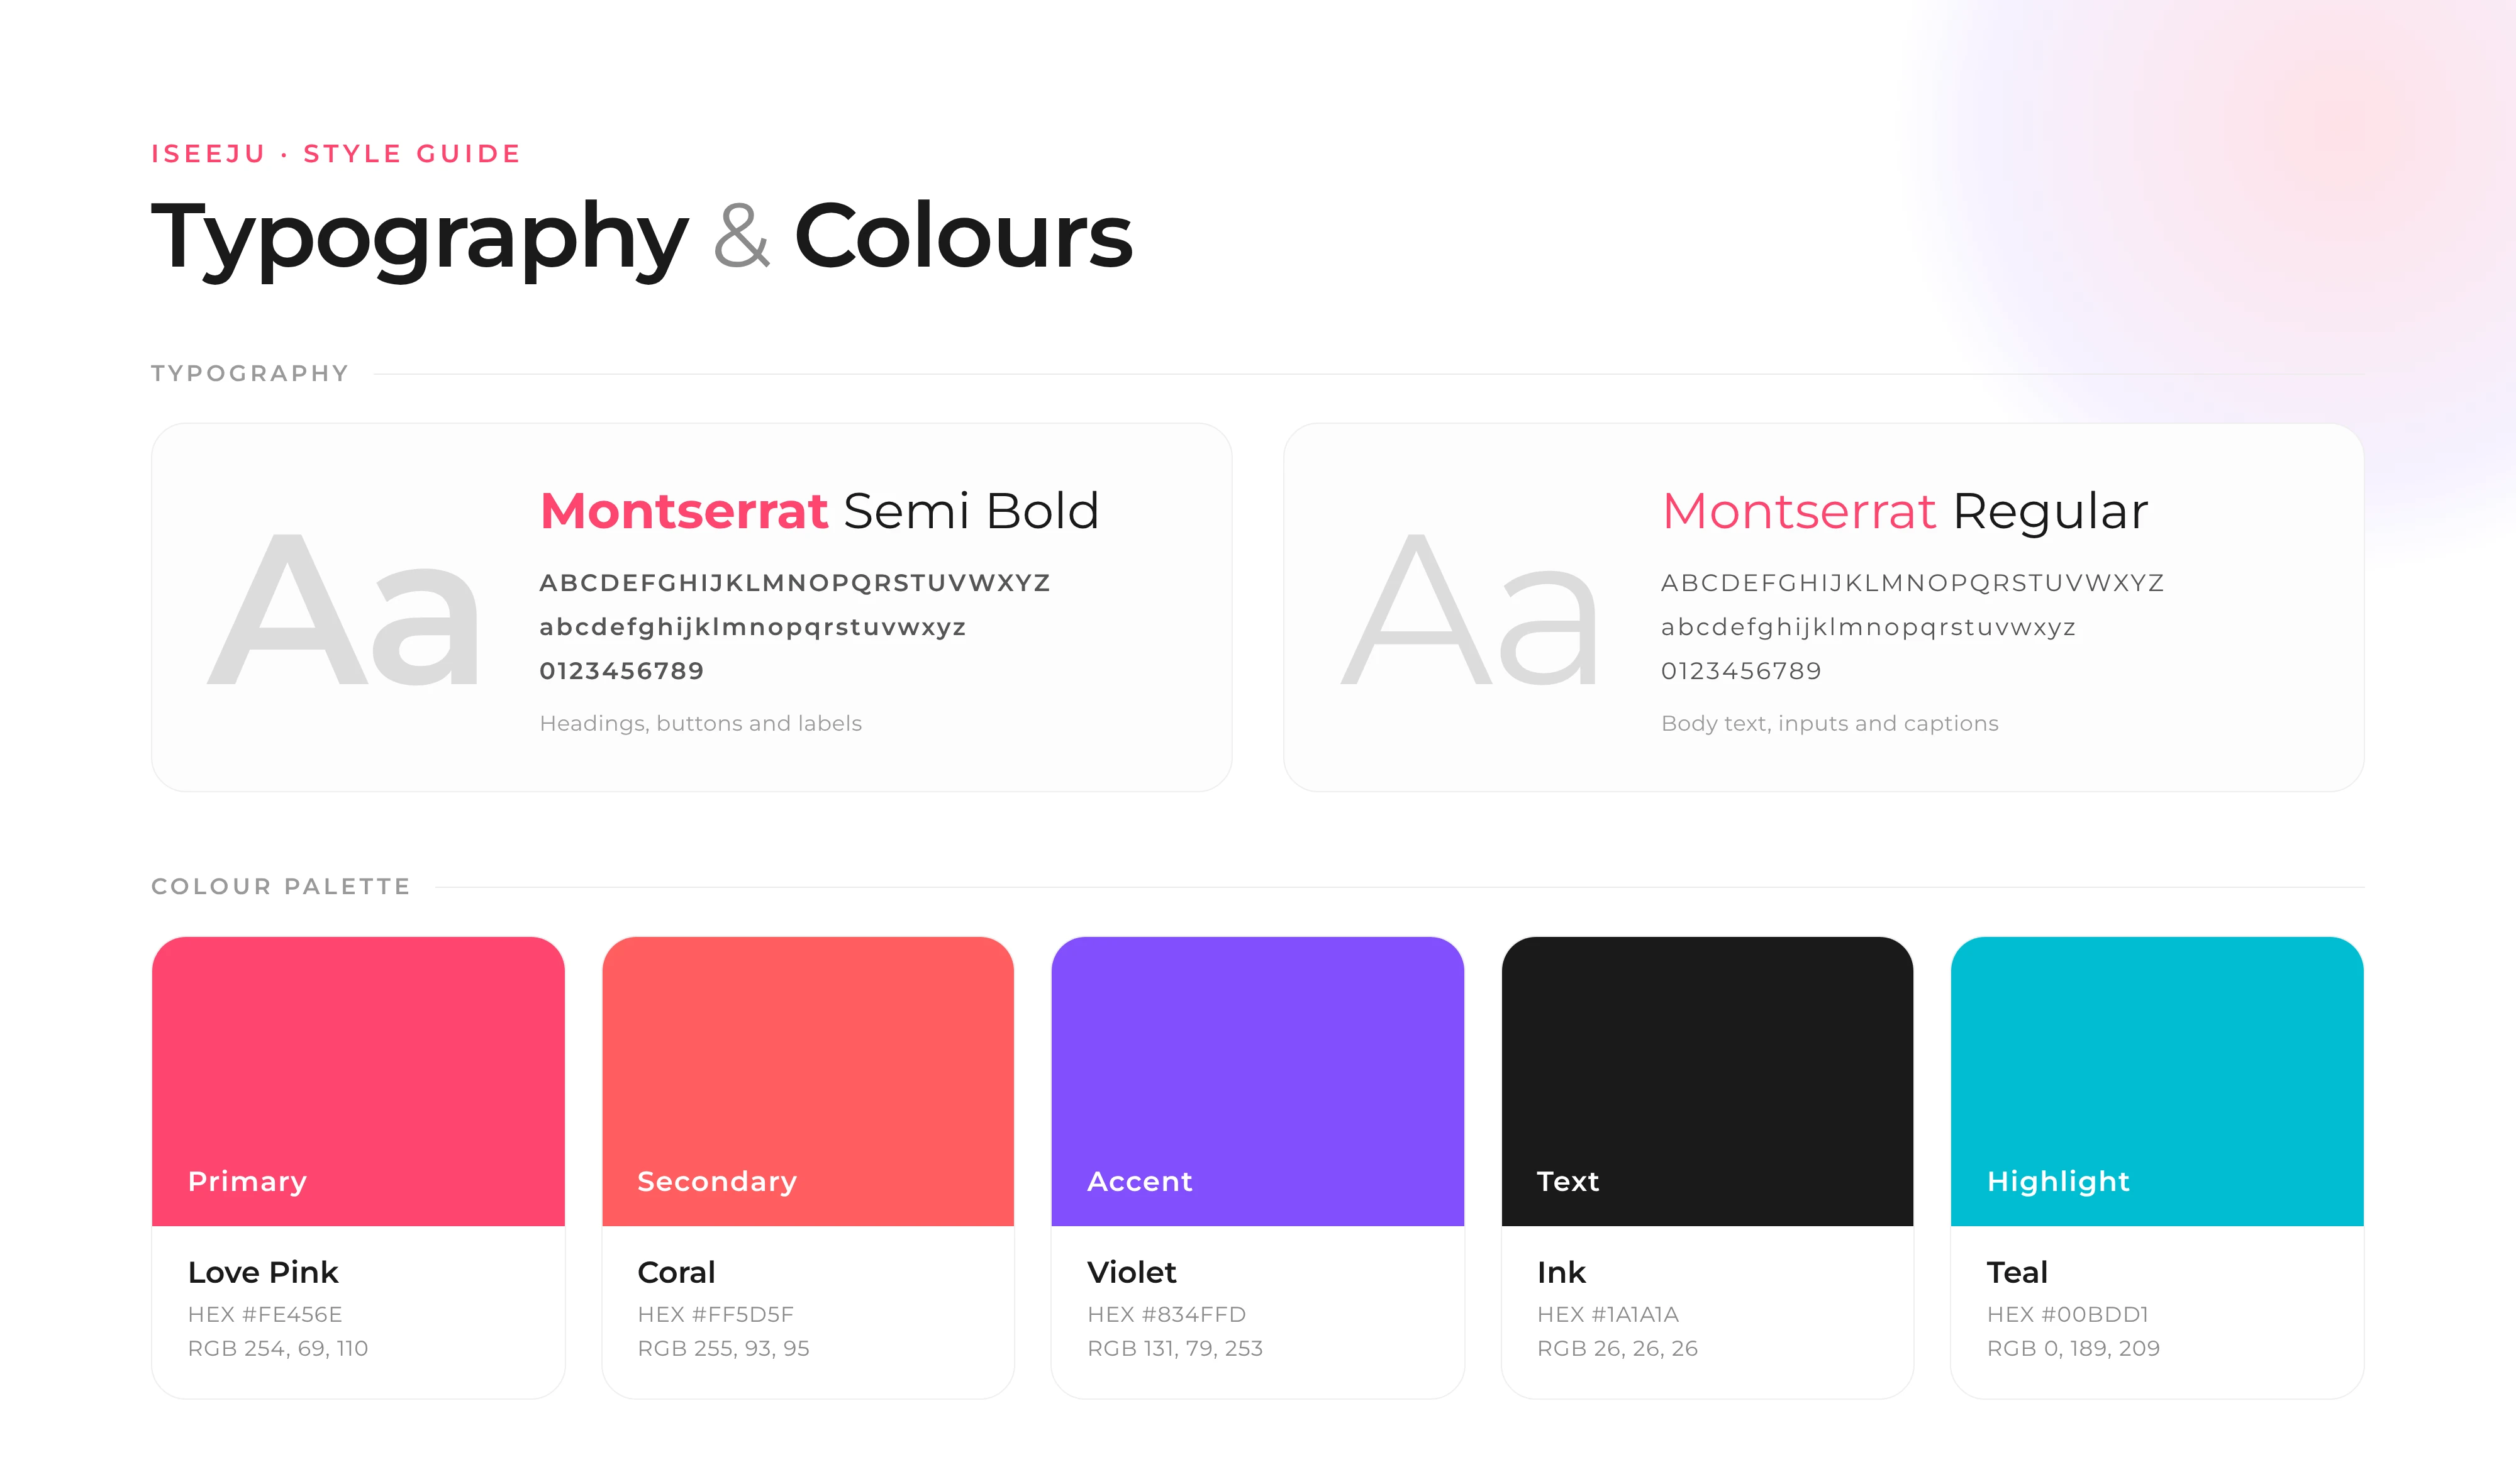 ISEEJU · STYLE GUIDE
Typography & Colours
TYPOGRAPHY
Aa
Montserrat Semi Bold
ABCDEFGHIJKLMNOPQRSTUVWXYZ
abcdefghijklmnopqrstuvwxyz
0123456789
Headings, buttons and labels
Aa
Montserrat Regular
ABCDEFGHIJKLMNOPQRSTUVWXYZ
abcdefghijklmnopqrstuvwxyz
0123456789
Body text, inputs and captions
COLOUR PALETTE
Primary
Love Pink
HEX #FE456E
RGB 254, 69, 110
Secondary
Coral
HEX #FF5D5F
RGB 255, 93, 95
Accent
Violet
HEX #834FFD
RGB 131, 79, 253
Text
Ink
HEX #1A1A1A
RGB 26, 26, 26
Highlight
Teal
HEX #00BDD1
RGB 0, 189, 209